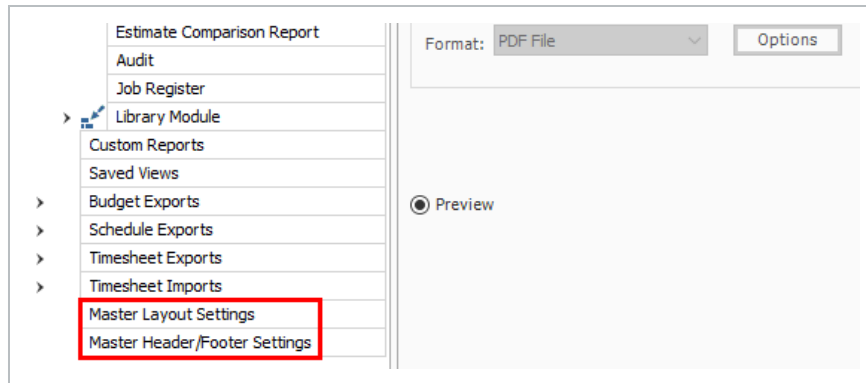 Estimate Comparison Report
Audit
Job Register
Library Module
Custom Reports
Saved Views
Budget Exports
Schedule Exports
Timesheet Exports
Timesheet Imports
Master Layout Settings
Master Header/Footer Settings
Format: PDF File Options
Preview